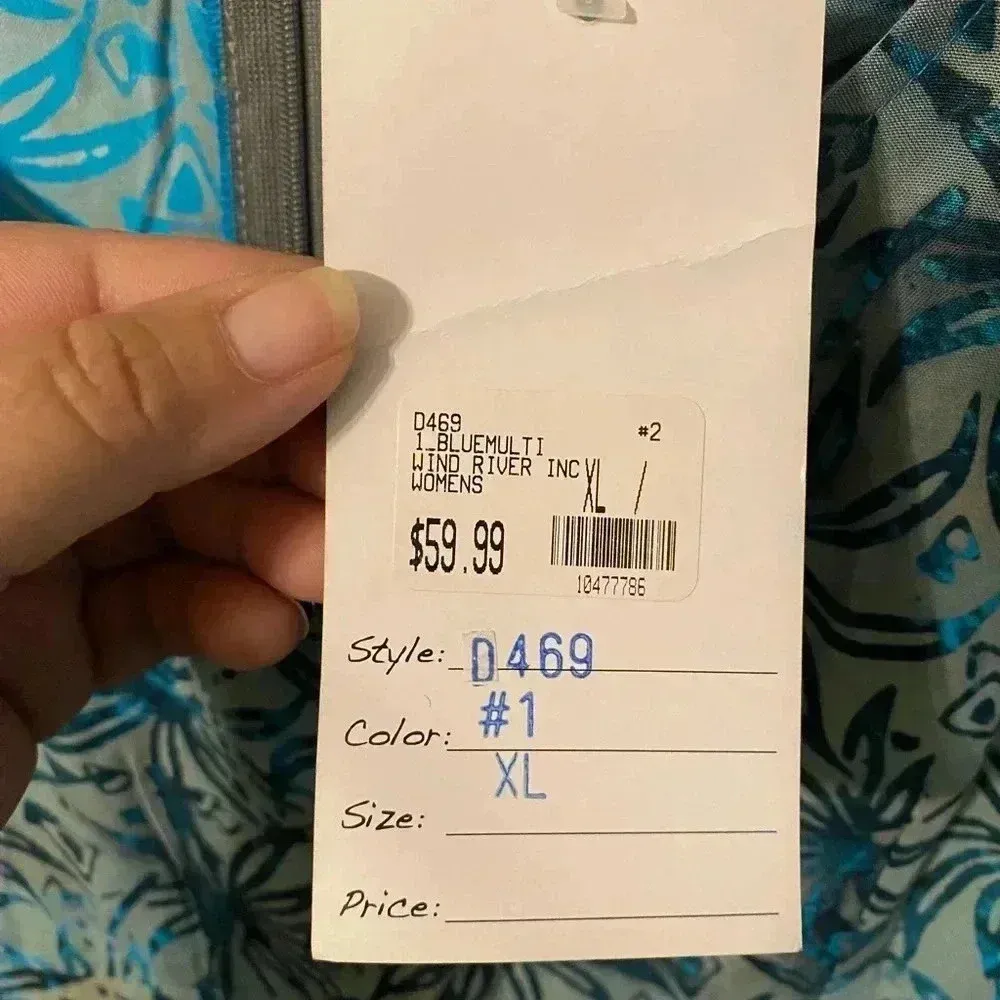 D469 #2
1_BLUEMULTI
WIND RIVER INC XL /
WOMENS
$59.99
10477786
Style: D469
Color: #1
Size: XL
Price: